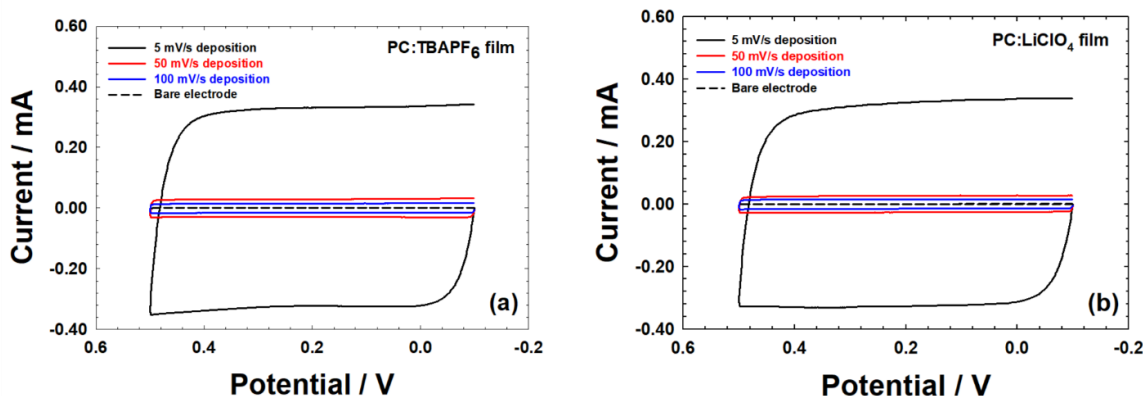 0.60
0.40
0.20
0.00
-0.20
-0.40
Current / mA
PC:TBAPF6 film
5 mV/s deposition
50 mV/s deposition
100 mV/s deposition
Bare electrode
(a)
0.6 0.4 0.2 0.0 -0.2
Potential / V
0.60
0.40
0.20
0.00
-0.20
-0.40
Current / mA
PC:LiClO4 film
5 mV/s deposition
50 mV/s deposition
100 mV/s deposition
Bare electrode
(b)
0.6 0.4 0.2 0.0 -0.2
Potential / V